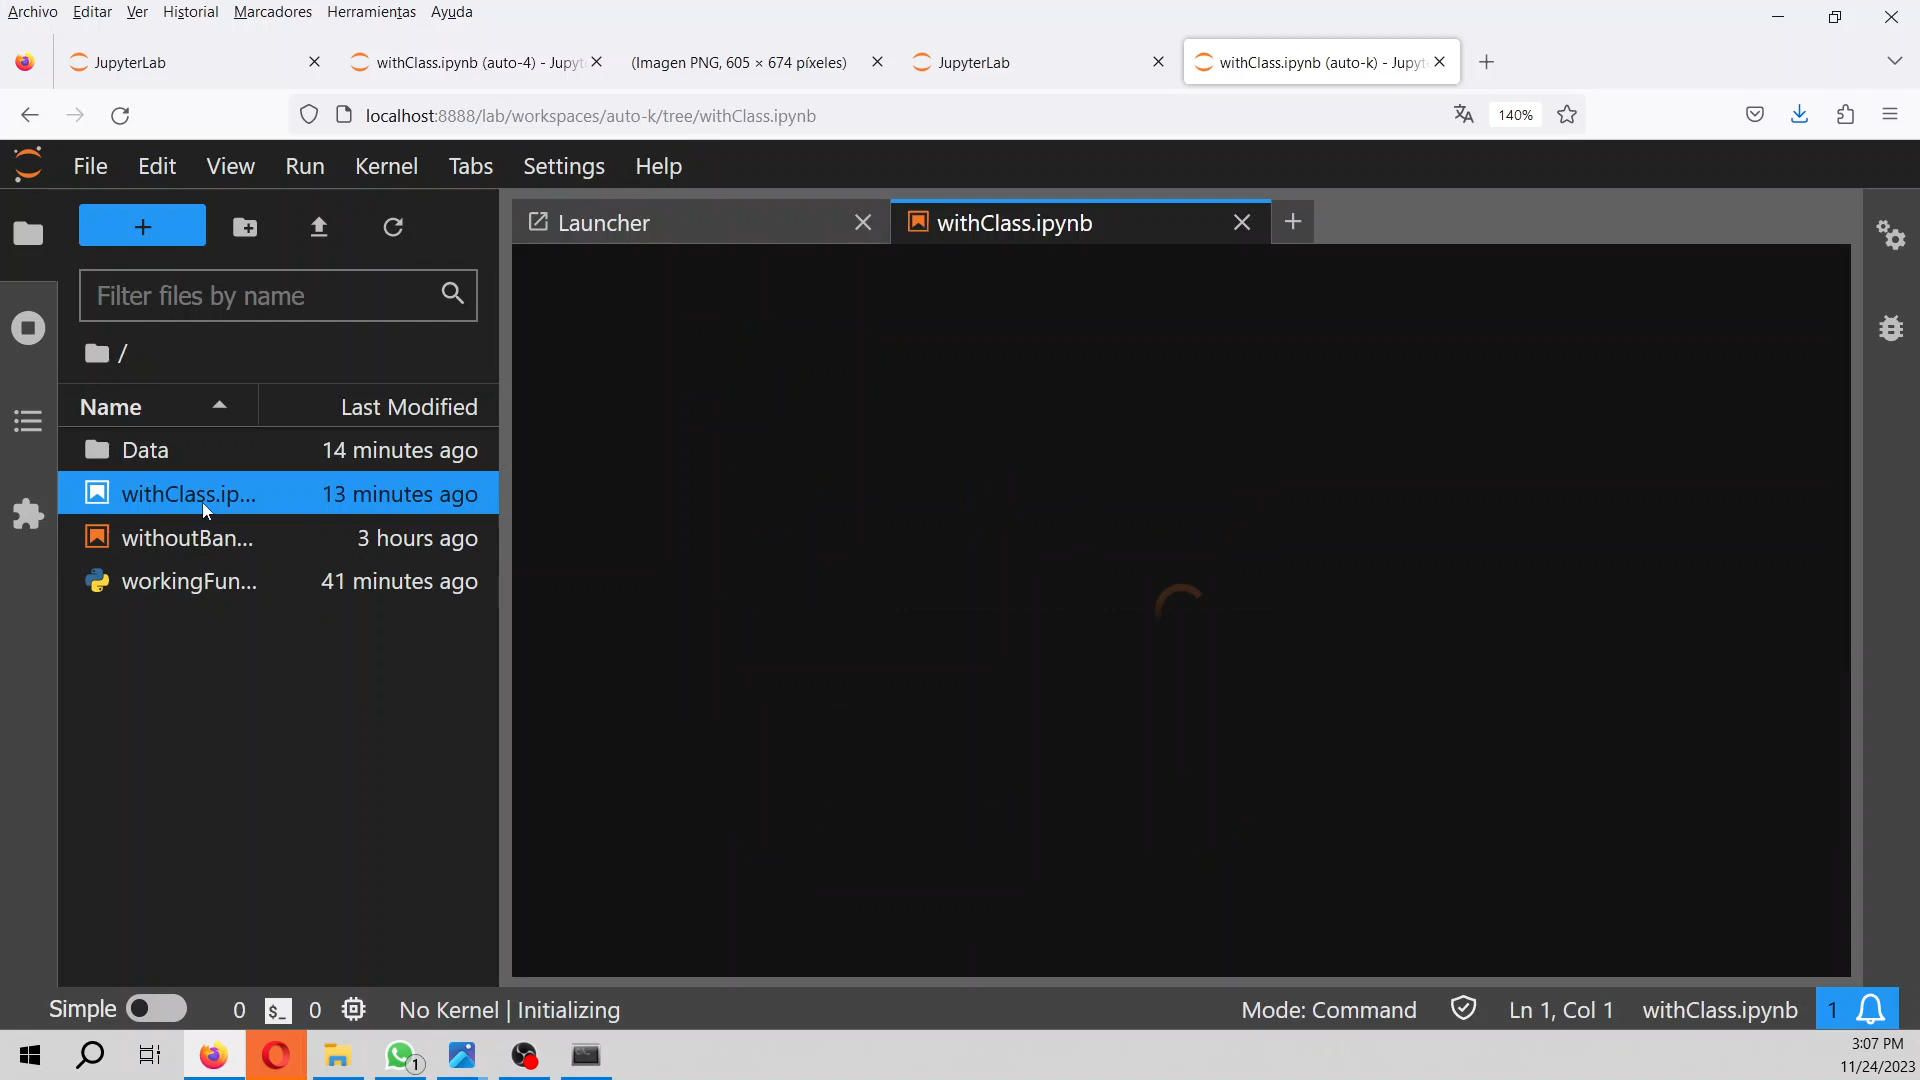 Archivo Editar Ver Historial Marcadores Herramientas Ayuda
JupyterLab withClass.ipynb (auto-4) - Jupyt (Imagen PNG, 605 × 674 píxeles) JupyterLab withClass.ipynb (auto-k) - Jupyt
localhost:8888/lab/workspaces/auto-k/tree/withClass.ipynb 140%
File Edit View Run Kernel Tabs Settings Help
+ Launcher withClass.ipynb
Filter files by name
/
Name Last Modified
Data 14 minutes ago
withClass.ip... 13 minutes ago
withoutBan... 3 hours ago
workingFun... 41 minutes ago
Simple 0 $_ 0 No Kernel | Initializing Mode: Command Ln 1, Col 1 withClass.ipynb 1
1
3:07 PM
11/24/2023